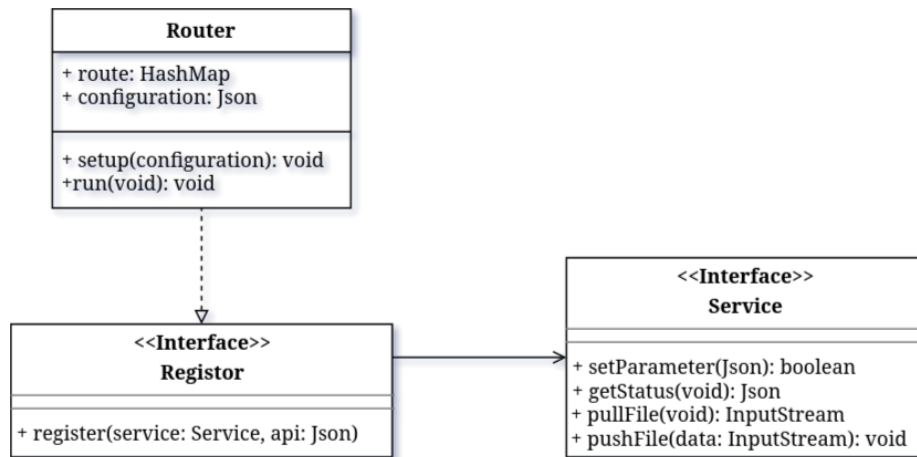 Router
+ route: HashMap
+ configuration: Json
+ setup(configuration): void
+run(void): void
<<Interface>>
Registor
+ register(service: Service, api: Json)
<<Interface>>
Service
+ setParameter(Json): boolean
+ getStatus(void): Json
+ pullFile(void): InputStream
+ pushFile(data: InputStream): void